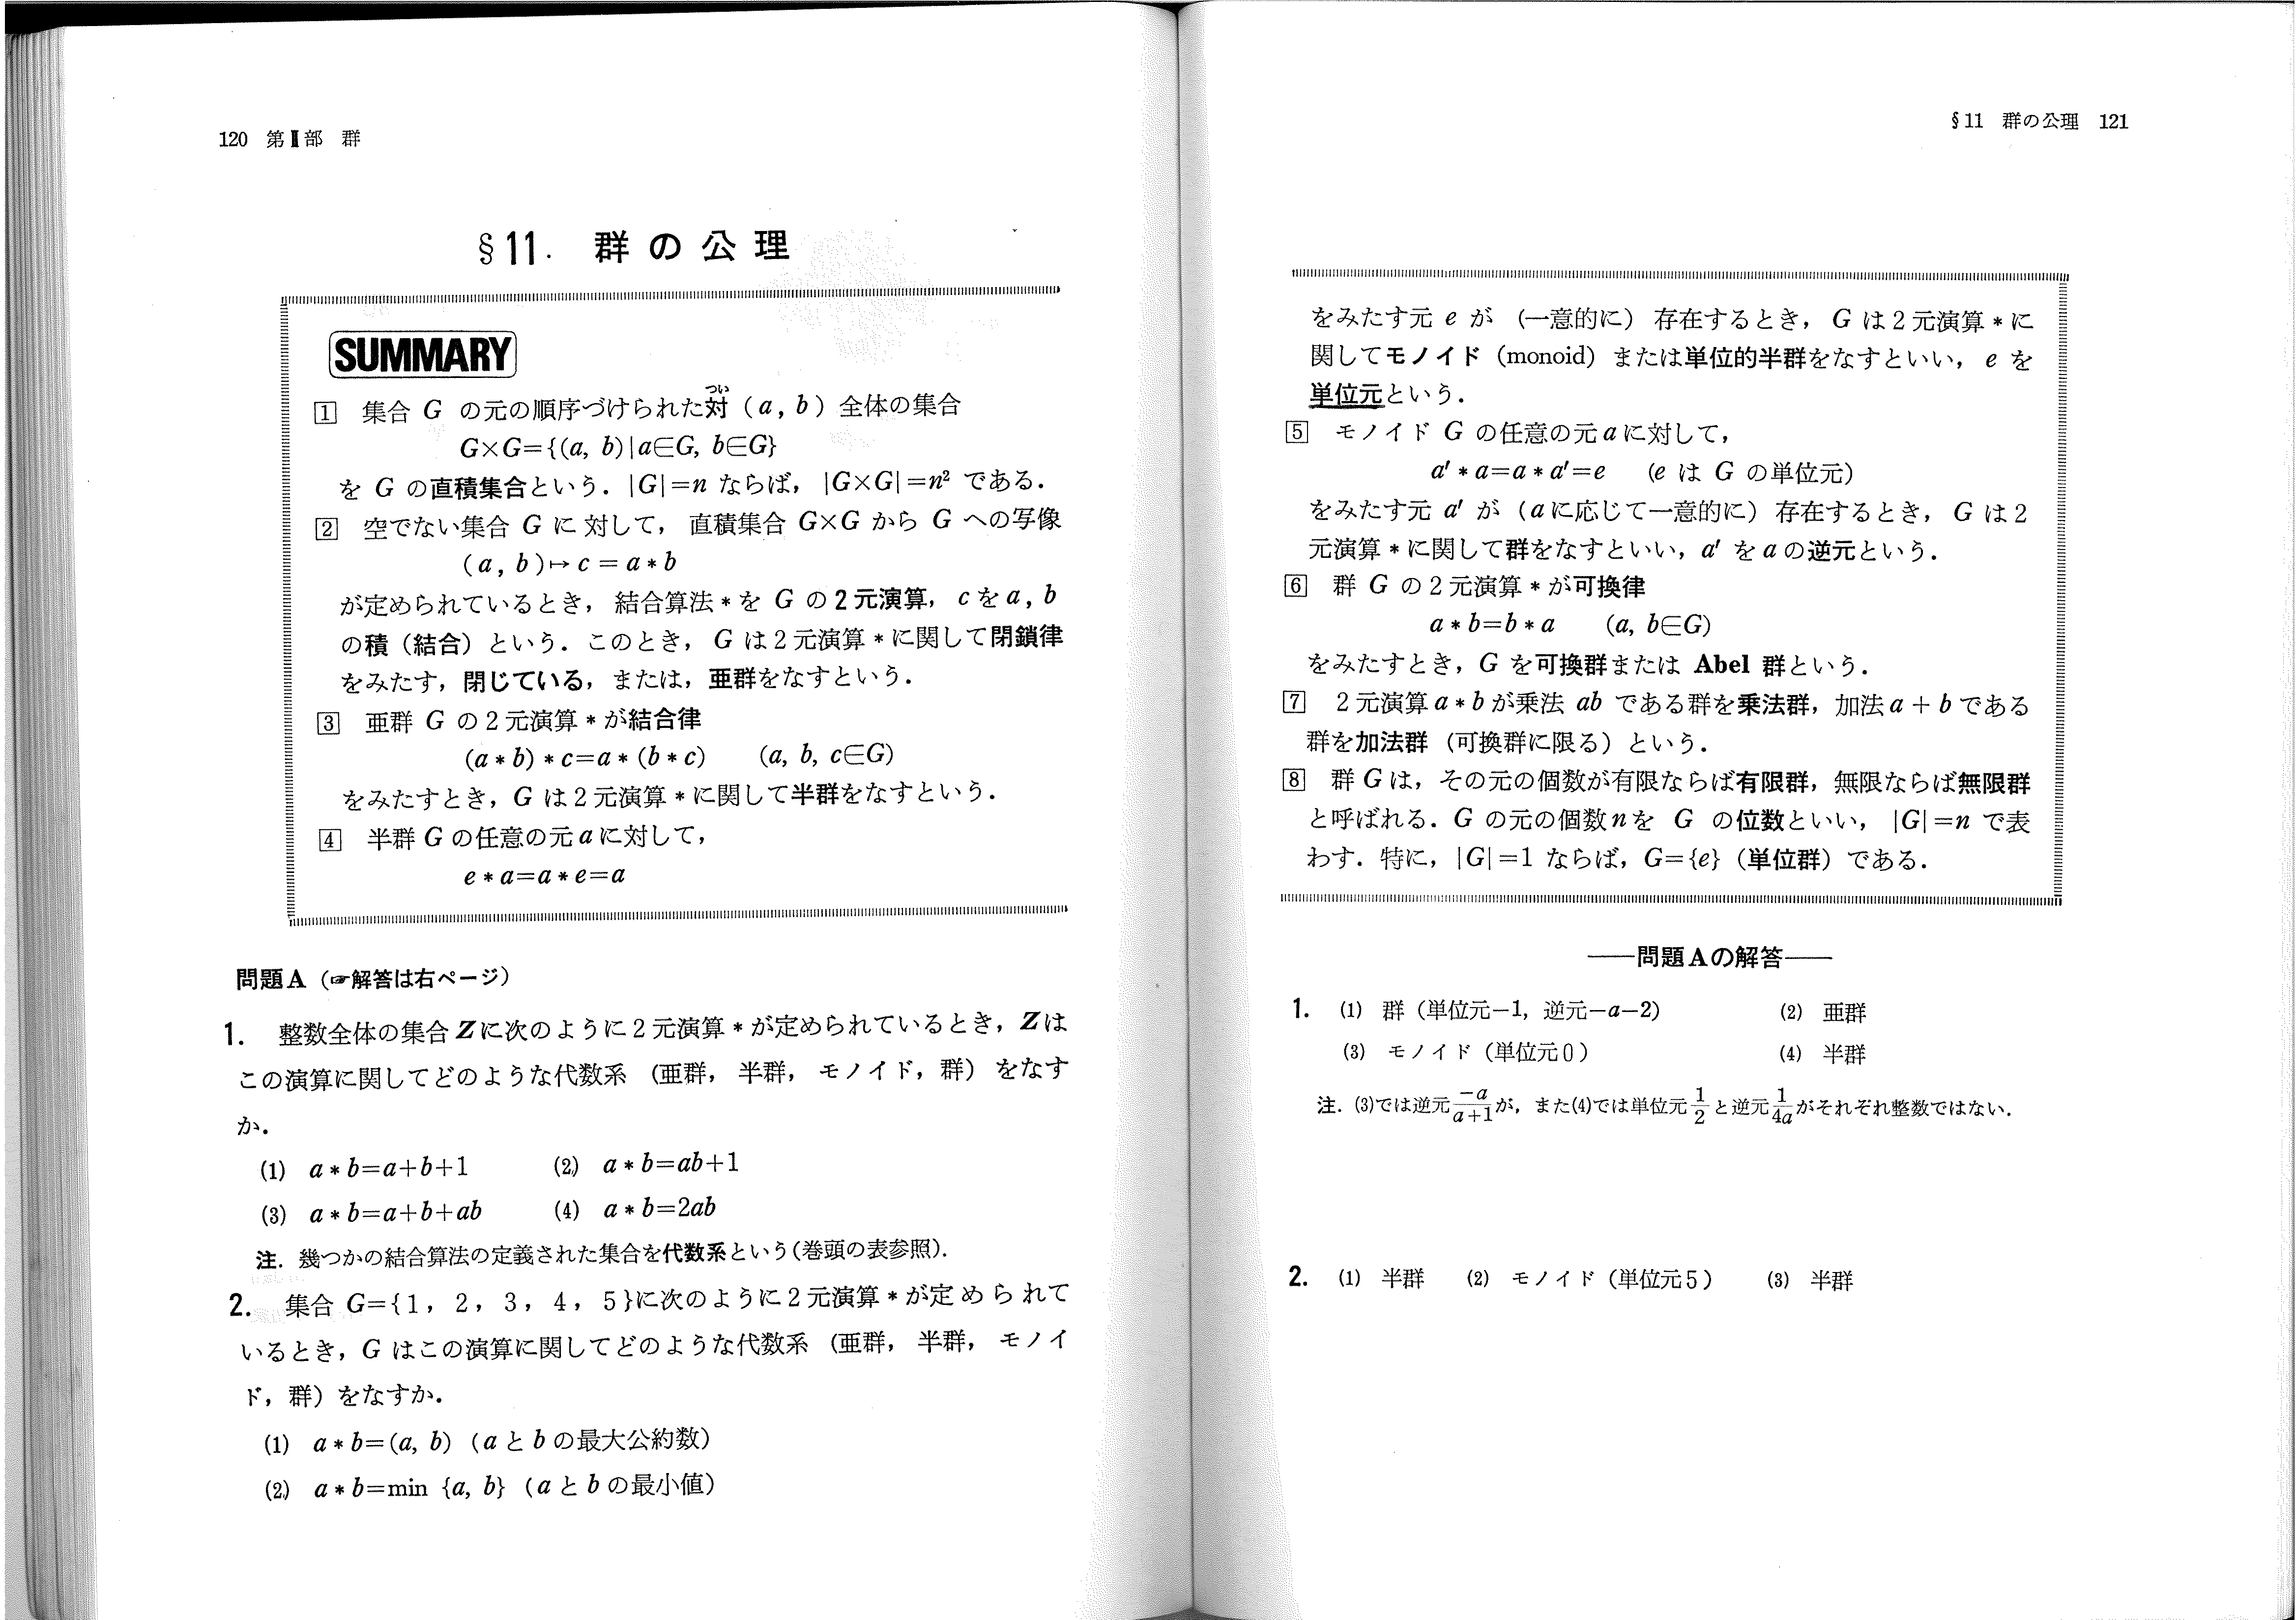 120 第Ⅱ部 群
§11. 群の公理
SUMMARY
つい
1 集合 G の元の順序づけられた対 (a, b) 全体の集合
G×G={(a, b)|a∈G, b∈G}
を G の直積集合という. |G|=n ならば, |G×G|=n² である.
2 空でない集合 G に対して, 直積集合 G×G から G への写像
(a, b)↦c=a*b
が定められているとき, 結合算法*を G の2元演算, cをa, b
の積 (結合) という. このとき, G は2元演算*に関して閉鎖律
をみたす, 閉じている, または, 亜群をなすという.
3 亜群 G の2元演算*が結合律
(a*b)*c=a*(b*c) (a, b, c∈G)
をみたすとき, G は2元演算*に関して半群をなすという.
4 半群 G の任意の元aに対して,
e*a=a*e=a
問題A (☞解答は右ページ)
1. 整数全体の集合Zに次のように2元演算*が定められているとき, Zは
この演算に関してどのような代数系 (亜群, 半群, モノイド, 群) をなす
か.
(1) a*b=a+b+1 (2) a*b=ab+1
(3) a*b=a+b+ab (4) a*b=2ab
注. 幾つかの結合算法の定義された集合を代数系という(巻頭の表参照).
2. 集合 G={1, 2, 3, 4, 5}に次のように2元演算*が定められて
いるとき, G はこの演算に関してどのような代数系 (亜群, 半群, モノイ
ド, 群) をなすか.
(1) a*b=(a, b) (aとbの最大公約数)
(2) a*b=min {a, b} (aとbの最小値)
§11 群の公理 121
をみたす元 e が (一意的に) 存在するとき, G は2元演算*に
関してモノイド (monoid) または単位的半群をなすといい, e を
単位元という.
5 モノイド G の任意の元aに対して,
a′*a=a*a′=e (e は G の単位元)
をみたす元 a′ が (aに応じて一意的に) 存在するとき, G は2
元演算*に関して群をなすといい, a′ をaの逆元という.
6 群 G の2元演算*が可換律
a*b=b*a (a, b∈G)
をみたすとき, G を可換群または Abel 群という.
7 2元演算a*bが乗法 ab である群を乗法群, 加法a+bである
群を加法群 (可換群に限る) という.
8 群Gは, その元の個数が有限ならば有限群, 無限ならば無限群
と呼ばれる. G の元の個数nを G の位数といい, |G|=n で表
わす. 特に, |G|=1 ならば, G={e} (単位群) である.
——問題Aの解答——
1. (1) 群 (単位元−1, 逆元−a−2) (2) 亜群
(3) モノイド (単位元0) (4) 半群
注. (3)では逆元 −a/(a+1) が, また(4)では単位元 1/2 と逆元 1/4a がそれぞれ整数ではない.
2. (1) 半群 (2) モノイド (単位元5) (3) 半群